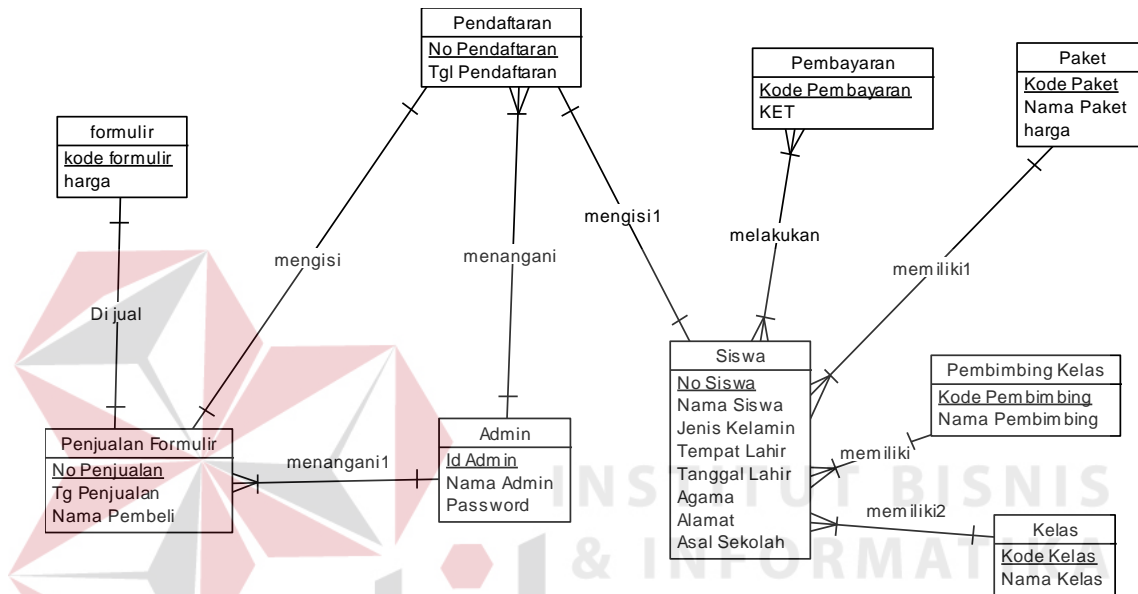 Pendaftaran
No Pendaftaran
Tgl Pendaftaran
Pembayaran
Kode Pembayaran
KET
Paket
Kode Paket
Nama Paket
harga
formulir
kode formulir
harga
mengisi
menangani
mengisi1
melakukan
memiliki1
Di jual
Siswa
No Siswa
Nama Siswa
Jenis Kelamin
Tempat Lahir
Tanggal Lahir
Agama
Alamat
Asal Sekolah
Pembimbing Kelas
Kode Pembimbing
Nama Pembimbing
Penjualan Formulir
No Penjualan
Tg Penjualan
Nama Pembeli
menangani1
Admin
Id Admin
Nama Admin
Password
memiliki
memiliki2
Kelas
Kode Kelas
Nama Kelas
INSTITUT BISNIS
& INFORMATIKA